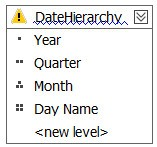 DateHierarchy
Year
Quarter
Month
Day Name
<new level>